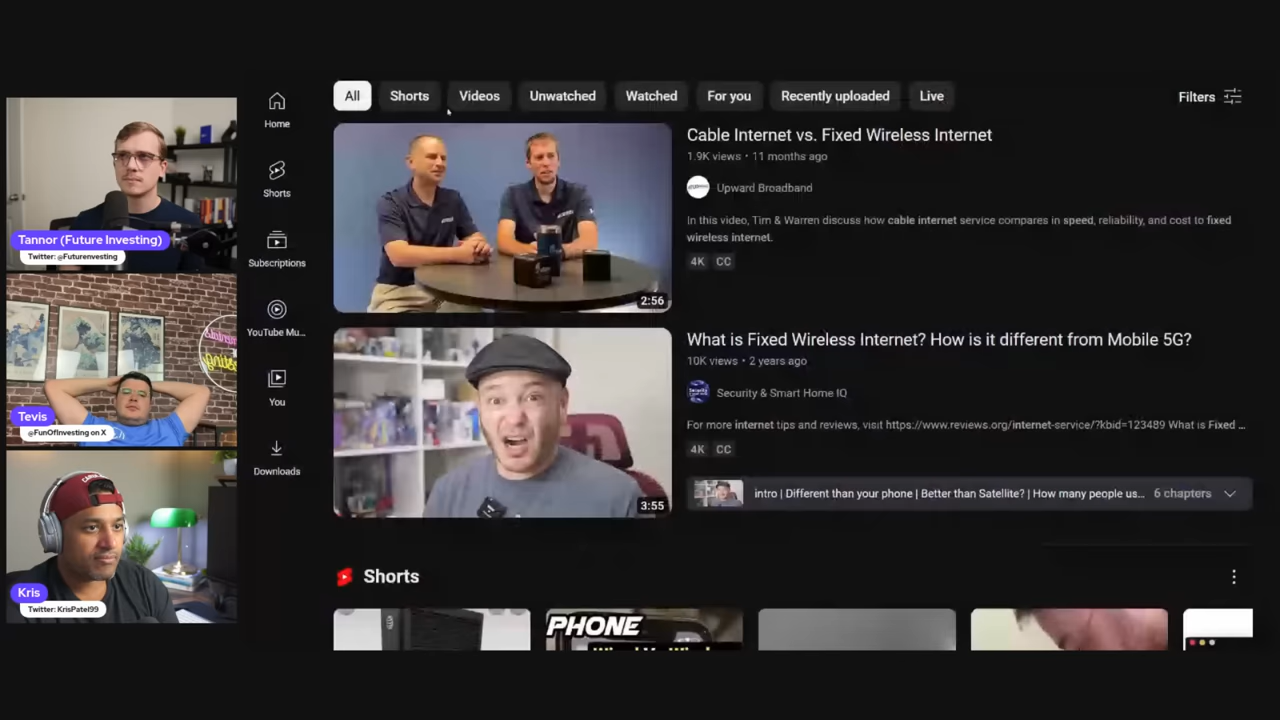 All
Shorts
Videos
Unwatched
Watched
For you
Recently uploaded
Live
Filters
Home
Shorts
Subscriptions
YouTube Mu...
You
Downloads
Tannor (Future Investing)
Twitter: @Futurenvesting
Tevis
@FunOfInvesting on X
Kris
Twitter: KrisPatel99
2:56
Cable Internet vs. Fixed Wireless Internet
1.9K views • 11 months ago
Upward Broadband
In this video, Tim & Warren discuss how cable internet service compares in speed, reliability, and cost to fixed
wireless internet.
4K CC
3:55
What is Fixed Wireless Internet? How is it different from Mobile 5G?
10K views • 2 years ago
Security & Smart Home IQ
For more internet tips and reviews, visit https://www.reviews.org/internet-service/?kbid=123489 What is Fixed ...
4K CC
intro | Different than your phone | Better than Satellite? | How many people us... 6 chapters
Shorts
PHONE